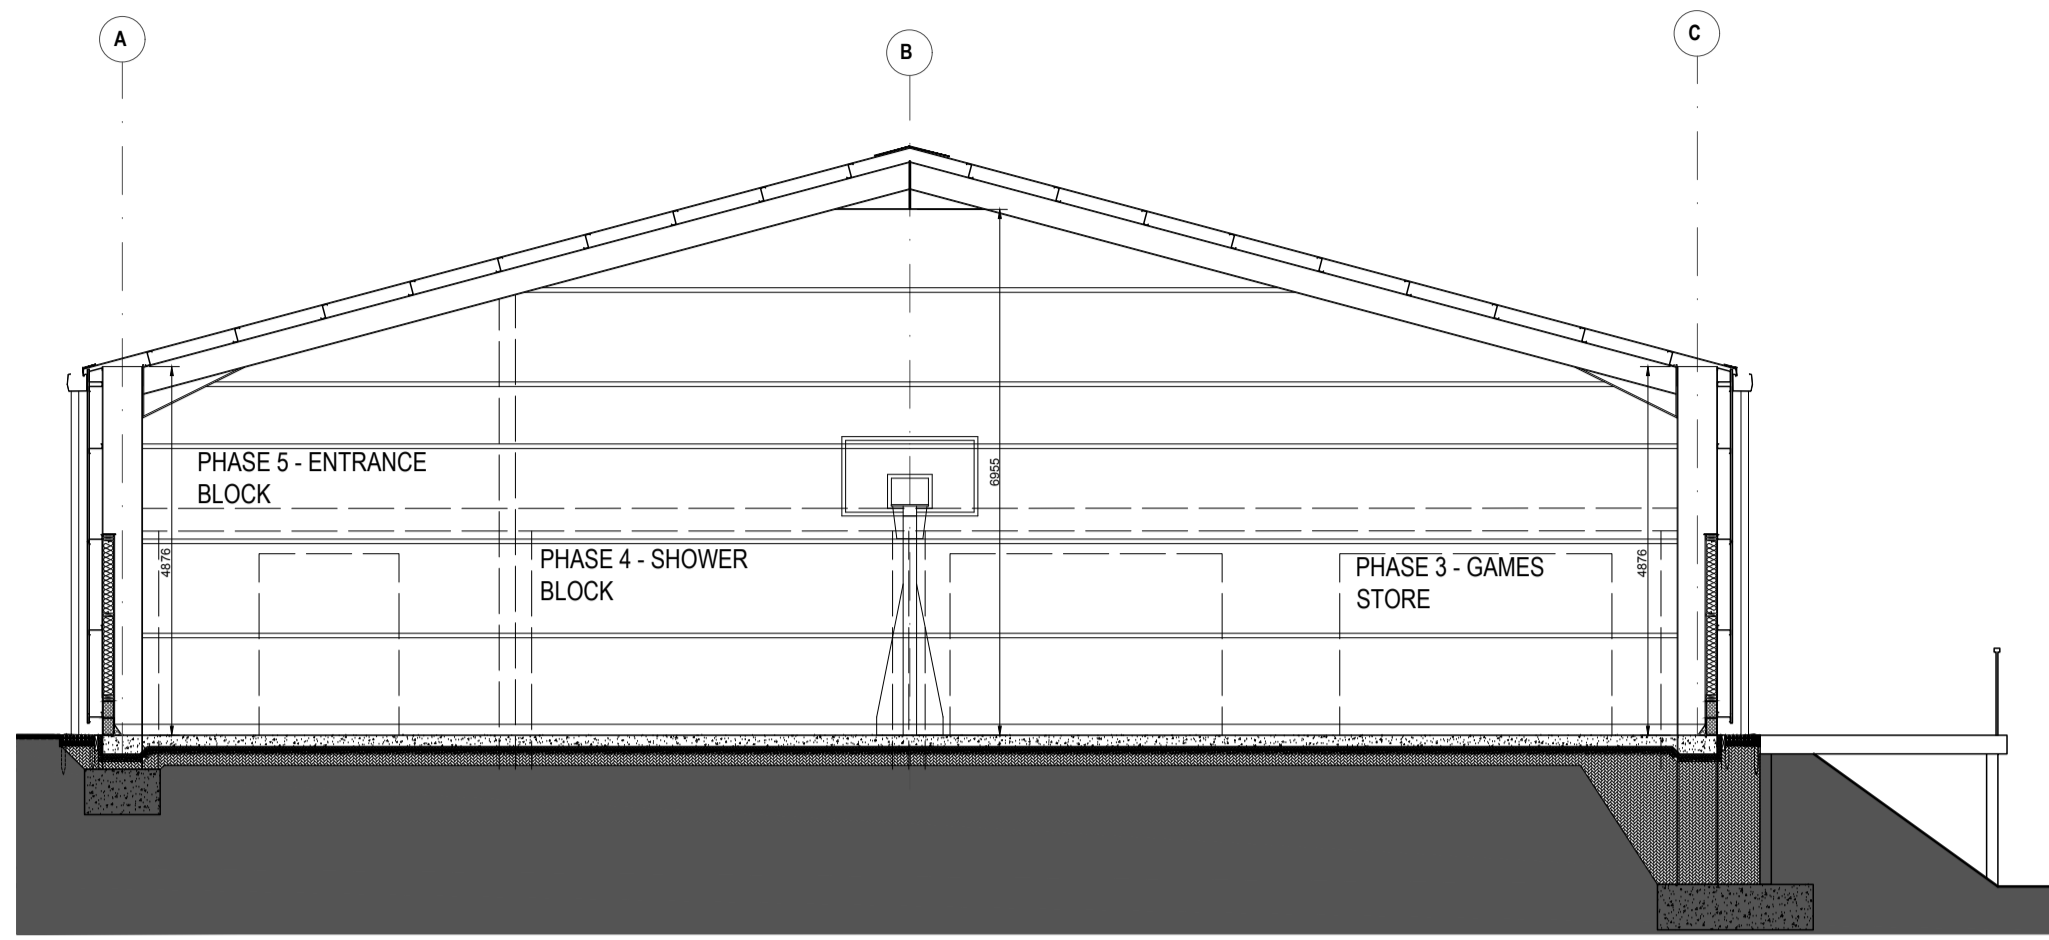 A
B
C
PHASE 5 - ENTRANCE
BLOCK
6955
4876
PHASE 4 - SHOWER
BLOCK
4876
PHASE 3 - GAMES
STORE